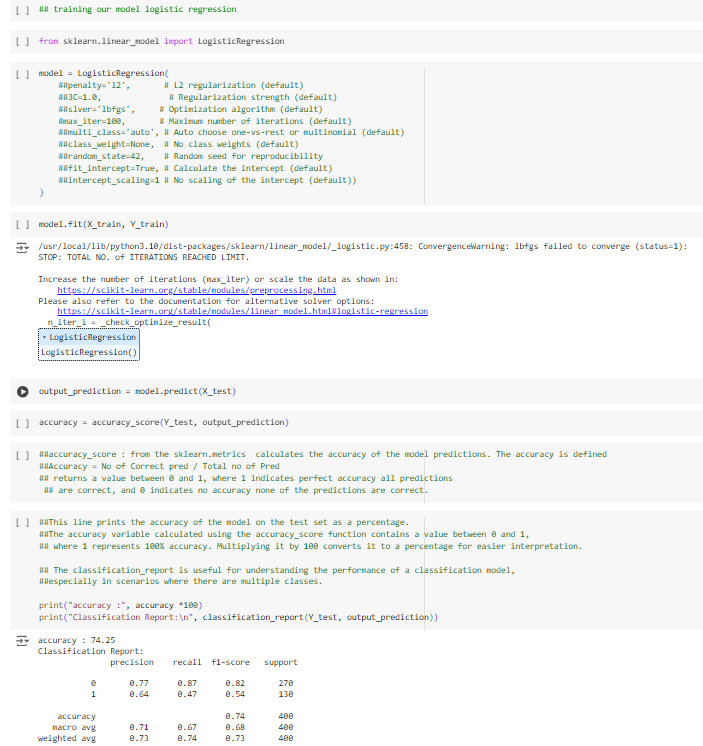 [ ] ## training our model logistic regression
[ ] from sklearn.linear_model import LogisticRegression
[ ] model = LogisticRegression(
##penalty='l2', # L2 regularization (default)
##3C=1.0, # Regularization strength (default)
##slver='lbfgs', # Optimization algorithm (default)
#max_iter=100, # Maximum number of iterations (default)
##multi_class='auto', # Auto choose one-vs-rest or multinomial (default)
##class_weight=None, # No class weights (default)
##random_state=42, # Random seed for reproducibility
##fit_intercept=True, # Calculate the intercept (default)
##intercept_scaling=1 # No scaling of the intercept (default))
)
[ ] model.fit(X_train, Y_train)
/usr/local/lib/python3.10/dist-packages/sklearn/linear_model/_logistic.py:458: ConvergenceWarning: lbfgs failed to converge (status=1):
STOP: TOTAL NO. of ITERATIONS REACHED LIMIT.
Increase the number of iterations (max_iter) or scale the data as shown in:
https://scikit-learn.org/stable/modules/preprocessing.html
Please also refer to the documentation for alternative solver options:
https://scikit-learn.org/stable/modules/linear_model.html#logistic-regression
n_iter_i = _check_optimize_result(
▾ LogisticRegression
LogisticRegression()
output_prediction = model.predict(X_test)
[ ] accuracy = accuracy_score(Y_test, output_prediction)
[ ] ##accuracy_score : from the sklearn.metrics calculates the accuracy of the model predictions. The accuracy is defined
##Accuracy = No of Correct pred / Total no of Pred
## returns a value between 0 and 1, where 1 indicates perfect accuracy all predictions
## are correct, and 0 indicates no accuracy none of the predictions are correct.
[ ] ##This line prints the accuracy of the model on the test set as a percentage.
##The accuracy variable calculated using the accuracy_score function contains a value between 0 and 1,
## where 1 represents 100% accuracy. Multiplying it by 100 converts it to a percentage for easier interpretation.
## The classification_report is useful for understanding the performance of a classification model,
##especially in scenarios where there are multiple classes.
print("accuracy :", accuracy *100)
print("Classification Report:\n", classification_report(Y_test, output_prediction))
accuracy : 74.25
Classification Report:
precision recall f1-score support
0 0.77 0.87 0.82 270
1 0.64 0.47 0.54 130
accuracy 0.74 400
macro avg 0.71 0.67 0.68 400
weighted avg 0.73 0.74 0.73 400